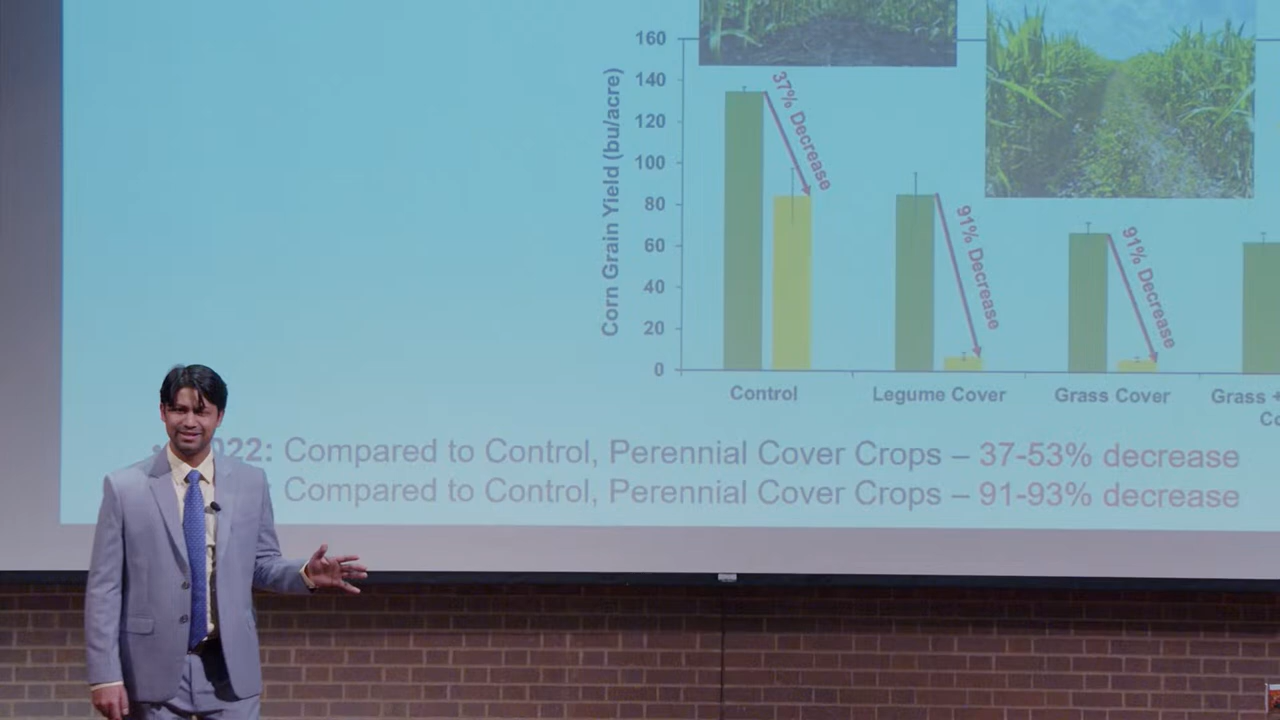 160
140
120
100
80
60
40
20
0
Corn Grain Yield (bu/acre)
37% Decrease
91% Decrease
91% Decrease
Control
Legume Cover
Grass Cover
Grass +
22: Compared to Control, Perennial Cover Crops – 37-53% decrease
Compared to Control, Perennial Cover Crops – 91-93% decrease